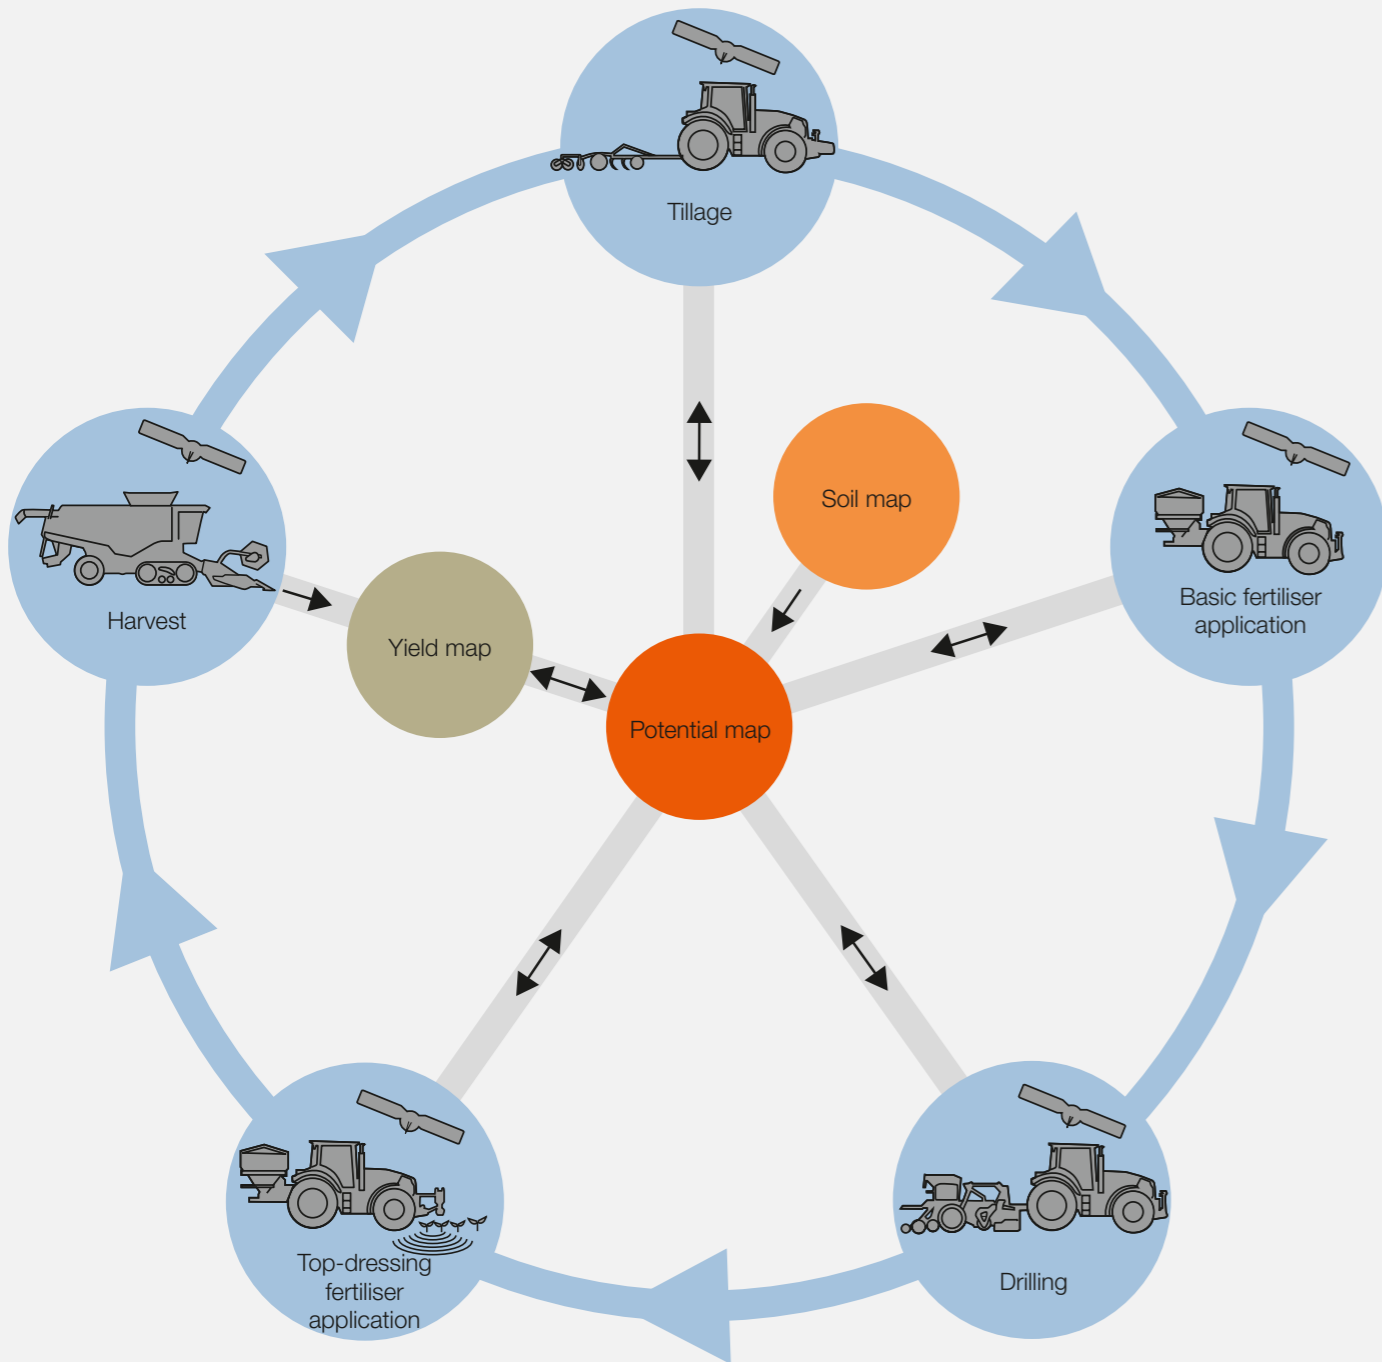 Tillage
Soil map
Basic fertiliser
application
Harvest
Yield map
Potential map
Top-dressing
fertiliser
application
Drilling